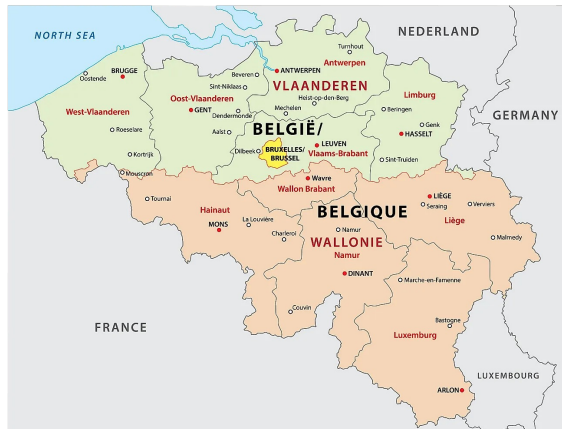 NORTH SEA
NEDERLAND
GERMANY
FRANCE
LUXEMBOURG
BELGIË/
BELGIQUE
VLAANDEREN
WALLONIE
BRUXELLES/
BRUSSEL
West-Vlaanderen
BRUGGE
Oostende
Roeselare
Kortrijk
Oost-Vlaanderen
GENT
Beveren
Sint-Niklaas
Dendermonde
Aalst
Antwerpen
Turnhout
ANTWERPEN
Heist-op-den-Berg
Mechelen
Limburg
Beringen
Genk
HASSELT
Sint-Truiden
LEUVEN
Vlaams-Brabant
Dilbeek
Wavre
Wallon Brabant
Mouscron
Tournai
Hainaut
MONS
La Louvière
Charleroi
Namur
Namur
DINANT
Couvin
LIÈGE
Seraing
Verviers
Liège
Malmedy
Marche-en-Famenne
Bastogne
Luxemburg
ARLON